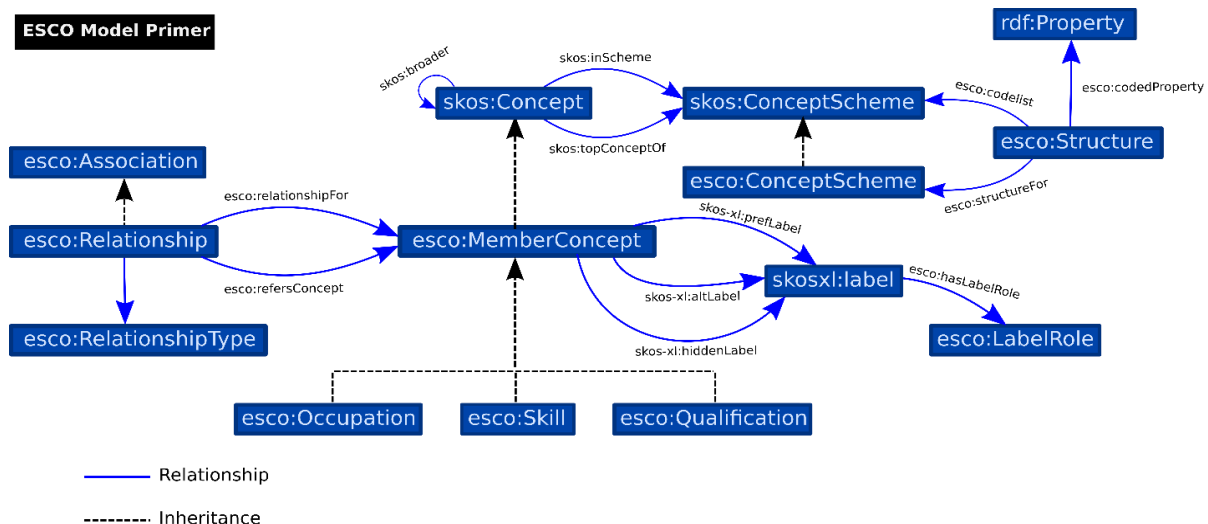 ESCO Model Primer
rdf:Property
skos:broader
skos:inScheme
skos:Concept
skos:ConceptScheme
esco:codelist
esco:codedProperty
skos:topConceptOf
esco:Structure
esco:Association
esco:ConceptScheme
esco:structureFor
esco:relationshipFor
skos-xl:prefLabel
esco:Relationship
esco:MemberConcept
esco:refersConcept
skos-xl:altLabel
skosxl:label
esco:hasLabelRole
esco:RelationshipType
skos-xl:hiddenLabel
esco:LabelRole
esco:Occupation
esco:Skill
esco:Qualification
Relationship
Inheritance